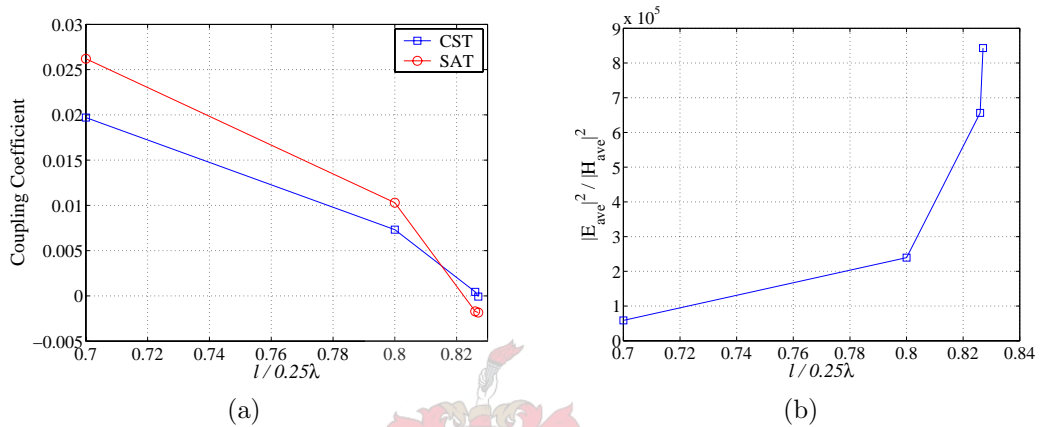 0.03
0.025
0.02
0.015
0.01
0.005
0
−0.005
Coupling Coefficient
CST
SAT
0.7 0.72 0.74 0.76 0.78 0.8 0.82
l / 0.25λ
(a)
x 10^5
9
8
7
6
5
4
3
2
1
0
|E_ave|^2 / |H_ave|^2
0.7 0.72 0.74 0.76 0.78 0.8 0.82 0.84
l / 0.25λ
(b)